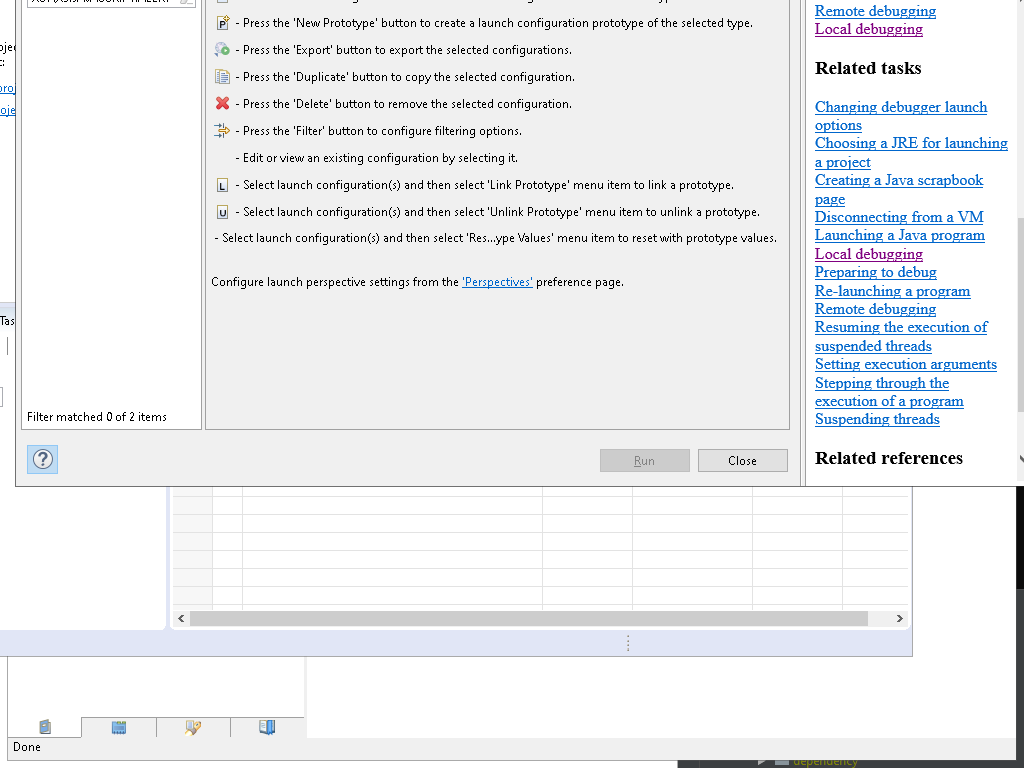 - Press the 'New Prototype' button to create a launch configuration prototype of the selected type.
- Press the 'Export' button to export the selected configurations.
- Press the 'Duplicate' button to copy the selected configuration.
- Press the 'Delete' button to remove the selected configuration.
- Press the 'Filter' button to configure filtering options.
- Edit or view an existing configuration by selecting it.
L - Select launch configuration(s) and then select 'Link Prototype' menu item to link a prototype.
U - Select launch configuration(s) and then select 'Unlink Prototype' menu item to unlink a prototype.
- Select launch configuration(s) and then select 'Res...ype Values' menu item to reset with prototype values.
Configure launch perspective settings from the 'Perspectives' preference page.
Filter matched 0 of 2 items
?
Run
Close
Remote debugging
Local debugging
Related tasks
Changing debugger launch
options
Choosing a JRE for launching
a project
Creating a Java scrapbook
page
Disconnecting from a VM
Launching a Java program
Local debugging
Preparing to debug
Re-launching a program
Remote debugging
Resuming the execution of
suspended threads
Setting execution arguments
Stepping through the
execution of a program
Suspending threads
Related references
Tas
Done
dependency